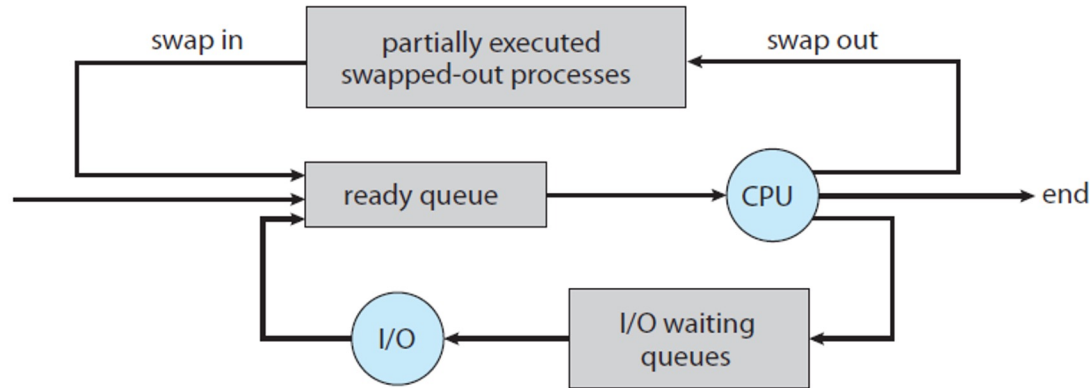 swap in
partially executed
swapped-out processes
swap out
ready queue
CPU
end
I/O
I/O waiting
queues